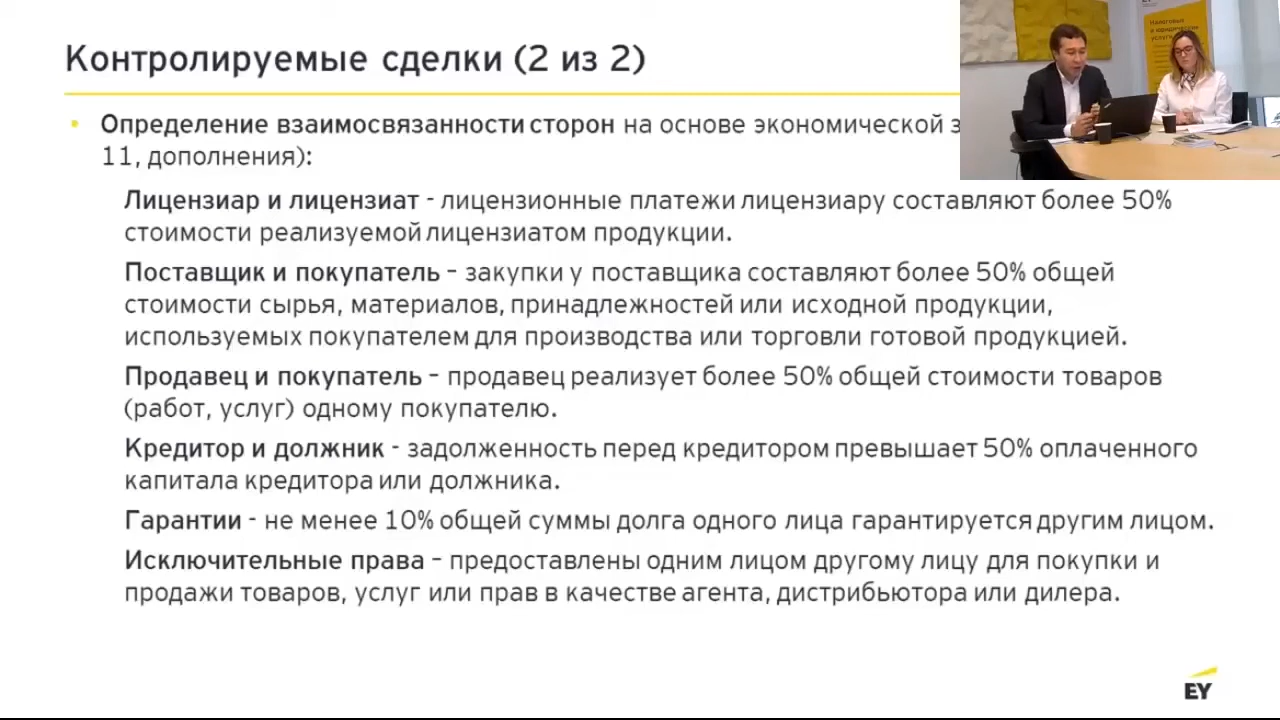 Контролируемые сделки (2 из 2)
Налоговые
и юридические
услуги
• Определение взаимосвязанности сторон на основе экономической
11, дополнения):
Лицензиар и лицензиат - лицензионные платежи лицензиару составляют более 50%
стоимости реализуемой лицензиатом продукции.
Поставщик и покупатель – закупки у поставщика составляют более 50% общей
стоимости сырья, материалов, принадлежностей или исходной продукции,
используемых покупателем для производства или торговли готовой продукцией.
Продавец и покупатель – продавец реализует более 50% общей стоимости товаров
(работ, услуг) одному покупателю.
Кредитор и должник - задолженность перед кредитором превышает 50% оплаченного
капитала кредитора или должника.
Гарантии - не менее 10% общей суммы долга одного лица гарантируется другим лицом.
Исключительные права – предоставлены одним лицом другому лицу для покупки и
продажи товаров, услуг или прав в качестве агента, дистрибьютора или дилера.
EY